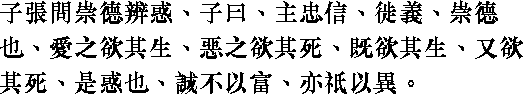 子張問崇德辨惑、子曰、主忠信、徙義、崇德
也、愛之欲其生、惡之欲其死、既欲其生、又欲
其死、是惑也、誠不以富、亦祇以異。